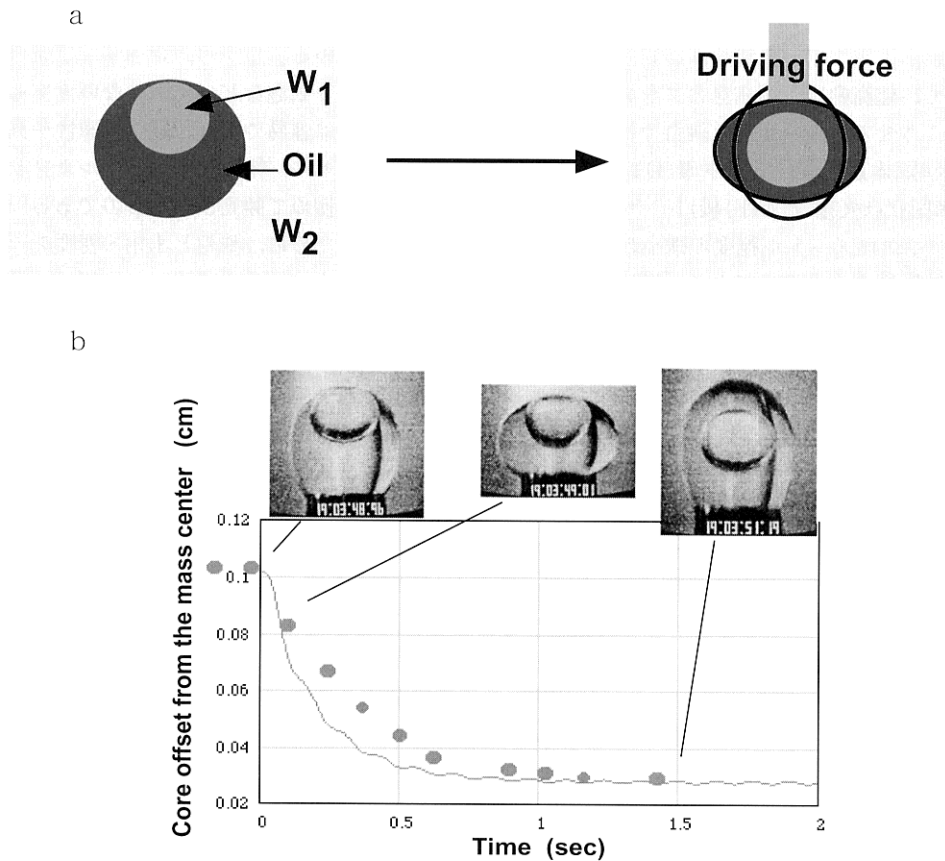 a
W1
Oil
W2
Driving force
b
19:03:48:96
19:03:49:01
19:03:51:19
Core offset from the mass center (cm)
0.12
0.1
0.08
0.06
0.04
0.02
0
0.5
1
1.5
2
Time (sec)